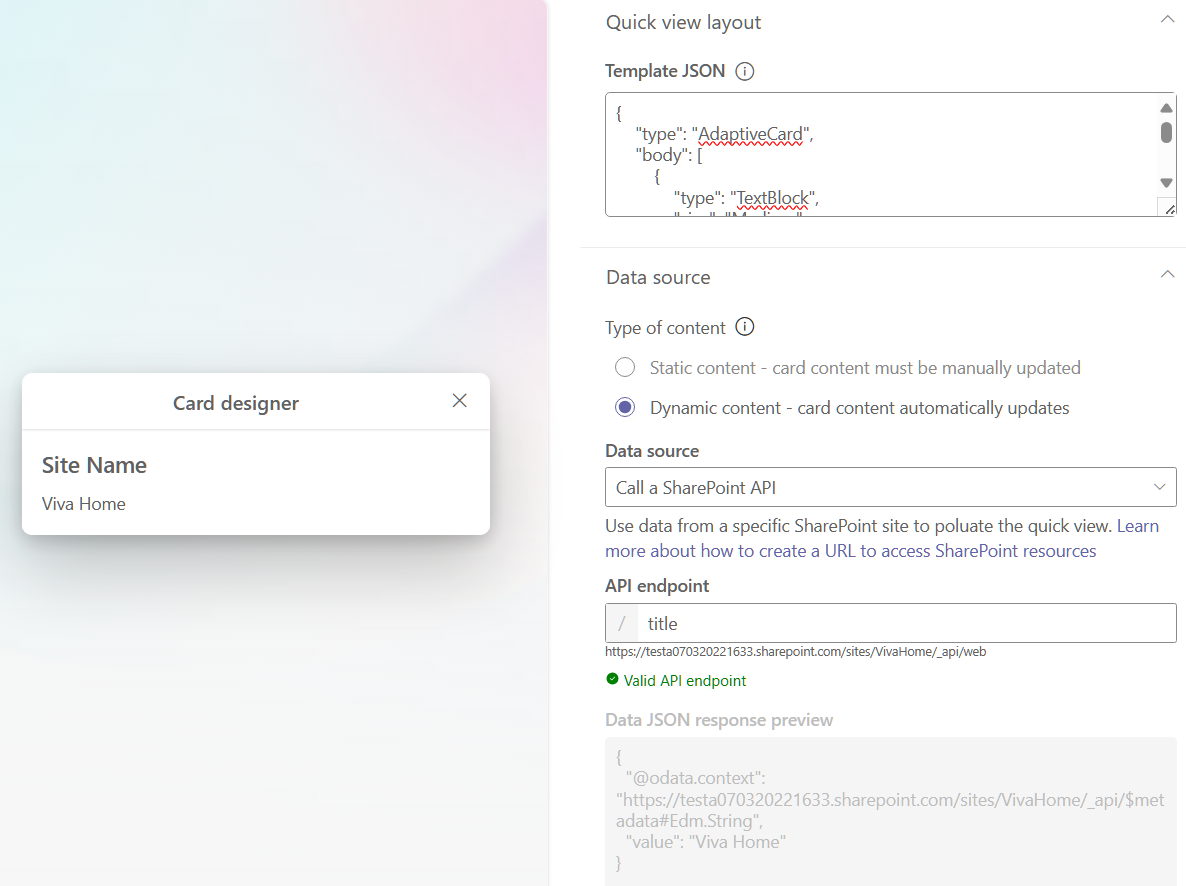 Quick view layout
Template JSON
{
"type": "AdaptiveCard",
"body": [
{
"type": "TextBlock",
Data source
Type of content
Static content - card content must be manually updated
Dynamic content - card content automatically updates
Data source
Call a SharePoint API
Use data from a specific SharePoint site to poluate the quick view. Learn
more about how to create a URL to access SharePoint resources
API endpoint
/ title
https://testa070320221633.sharepoint.com/sites/VivaHome/_api/web
Valid API endpoint
Data JSON response preview
{
"@odata.context":
"https://testa070320221633.sharepoint.com/sites/VivaHome/_api/$met
adata#Edm.String",
"value": "Viva Home"
}
Card designer
Site Name
Viva Home